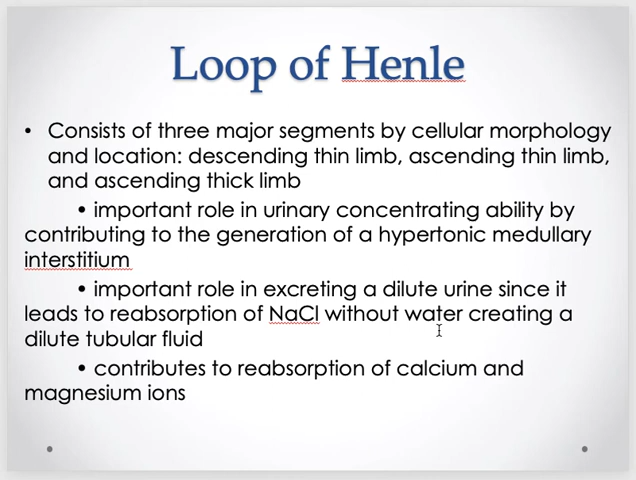 Loop of Henle
• Consists of three major segments by cellular morphology
and location: descending thin limb, ascending thin limb,
and ascending thick limb
• important role in urinary concentrating ability by
contributing to the generation of a hypertonic medullary
interstitium
• important role in excreting a dilute urine since it
leads to reabsorption of NaCl without water creating a
dilute tubular fluid
• contributes to reabsorption of calcium and
magnesium ions